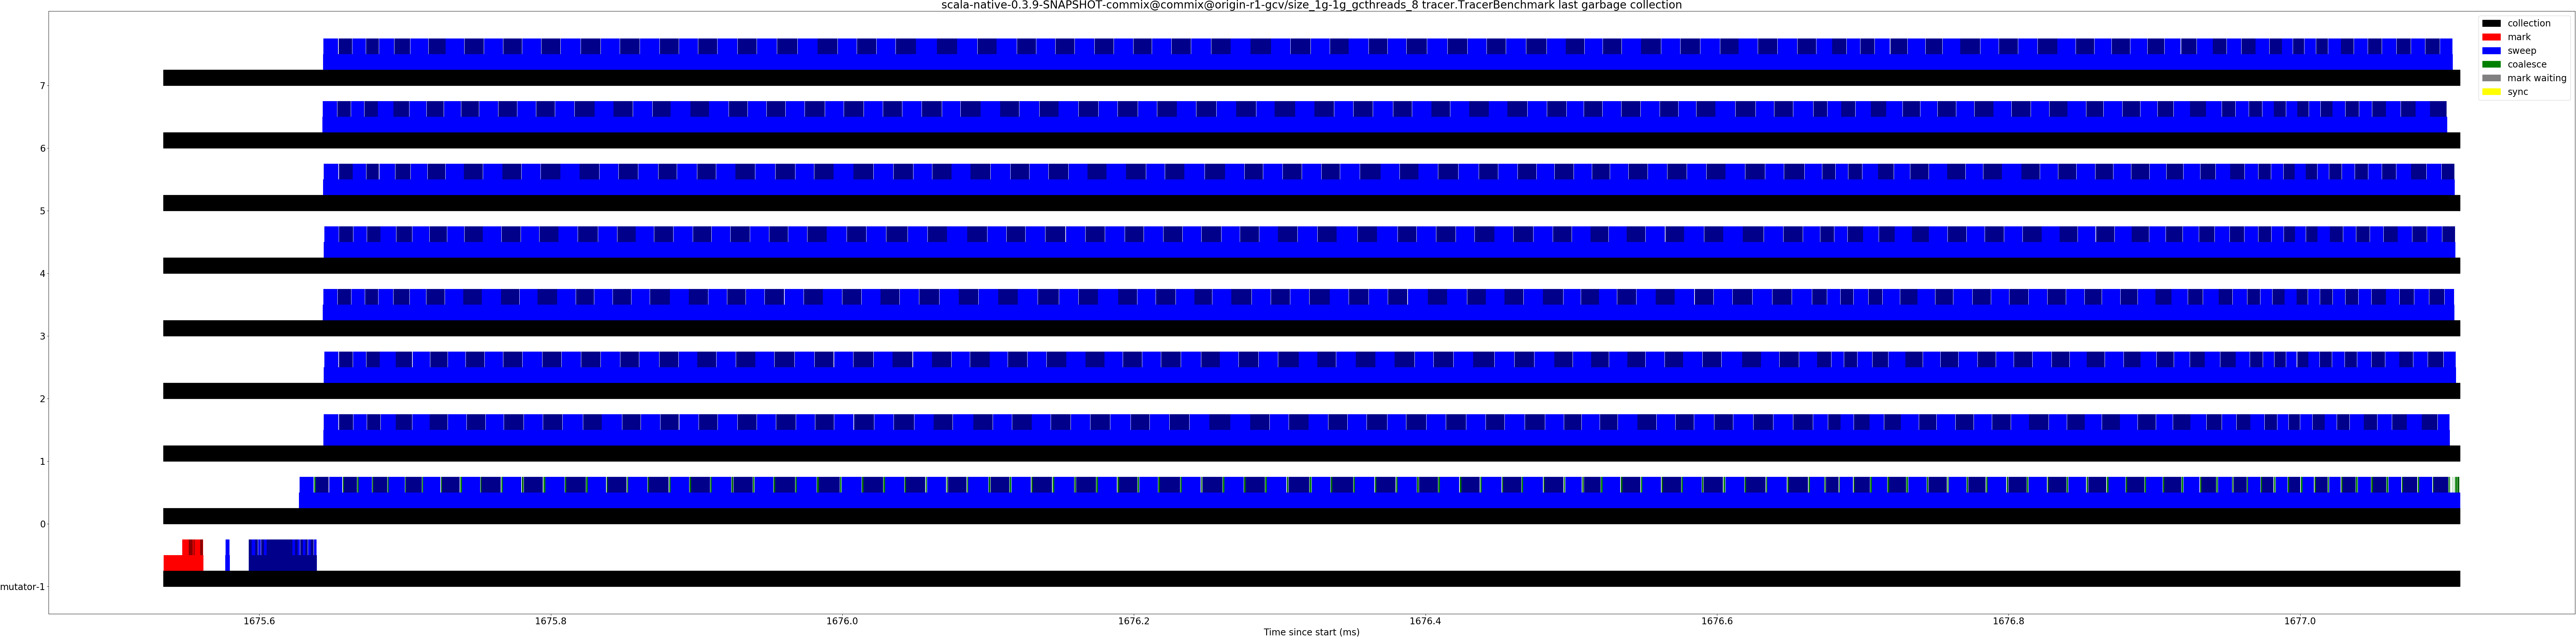 scala-native-0.3.9-SNAPSHOT-commix@commix@origin-r1-gcv/size_1g-1g_gcthreads_8 tracer.TracerBenchmark last garbage collection
collection
mark
sweep
coalesce
mark waiting
sync
7
6
5
4
3
2
1
0
mutator-1
1675.6 1675.8 1676.0 1676.2 1676.4 1676.6 1676.8 1677.0
Time since start (ms)